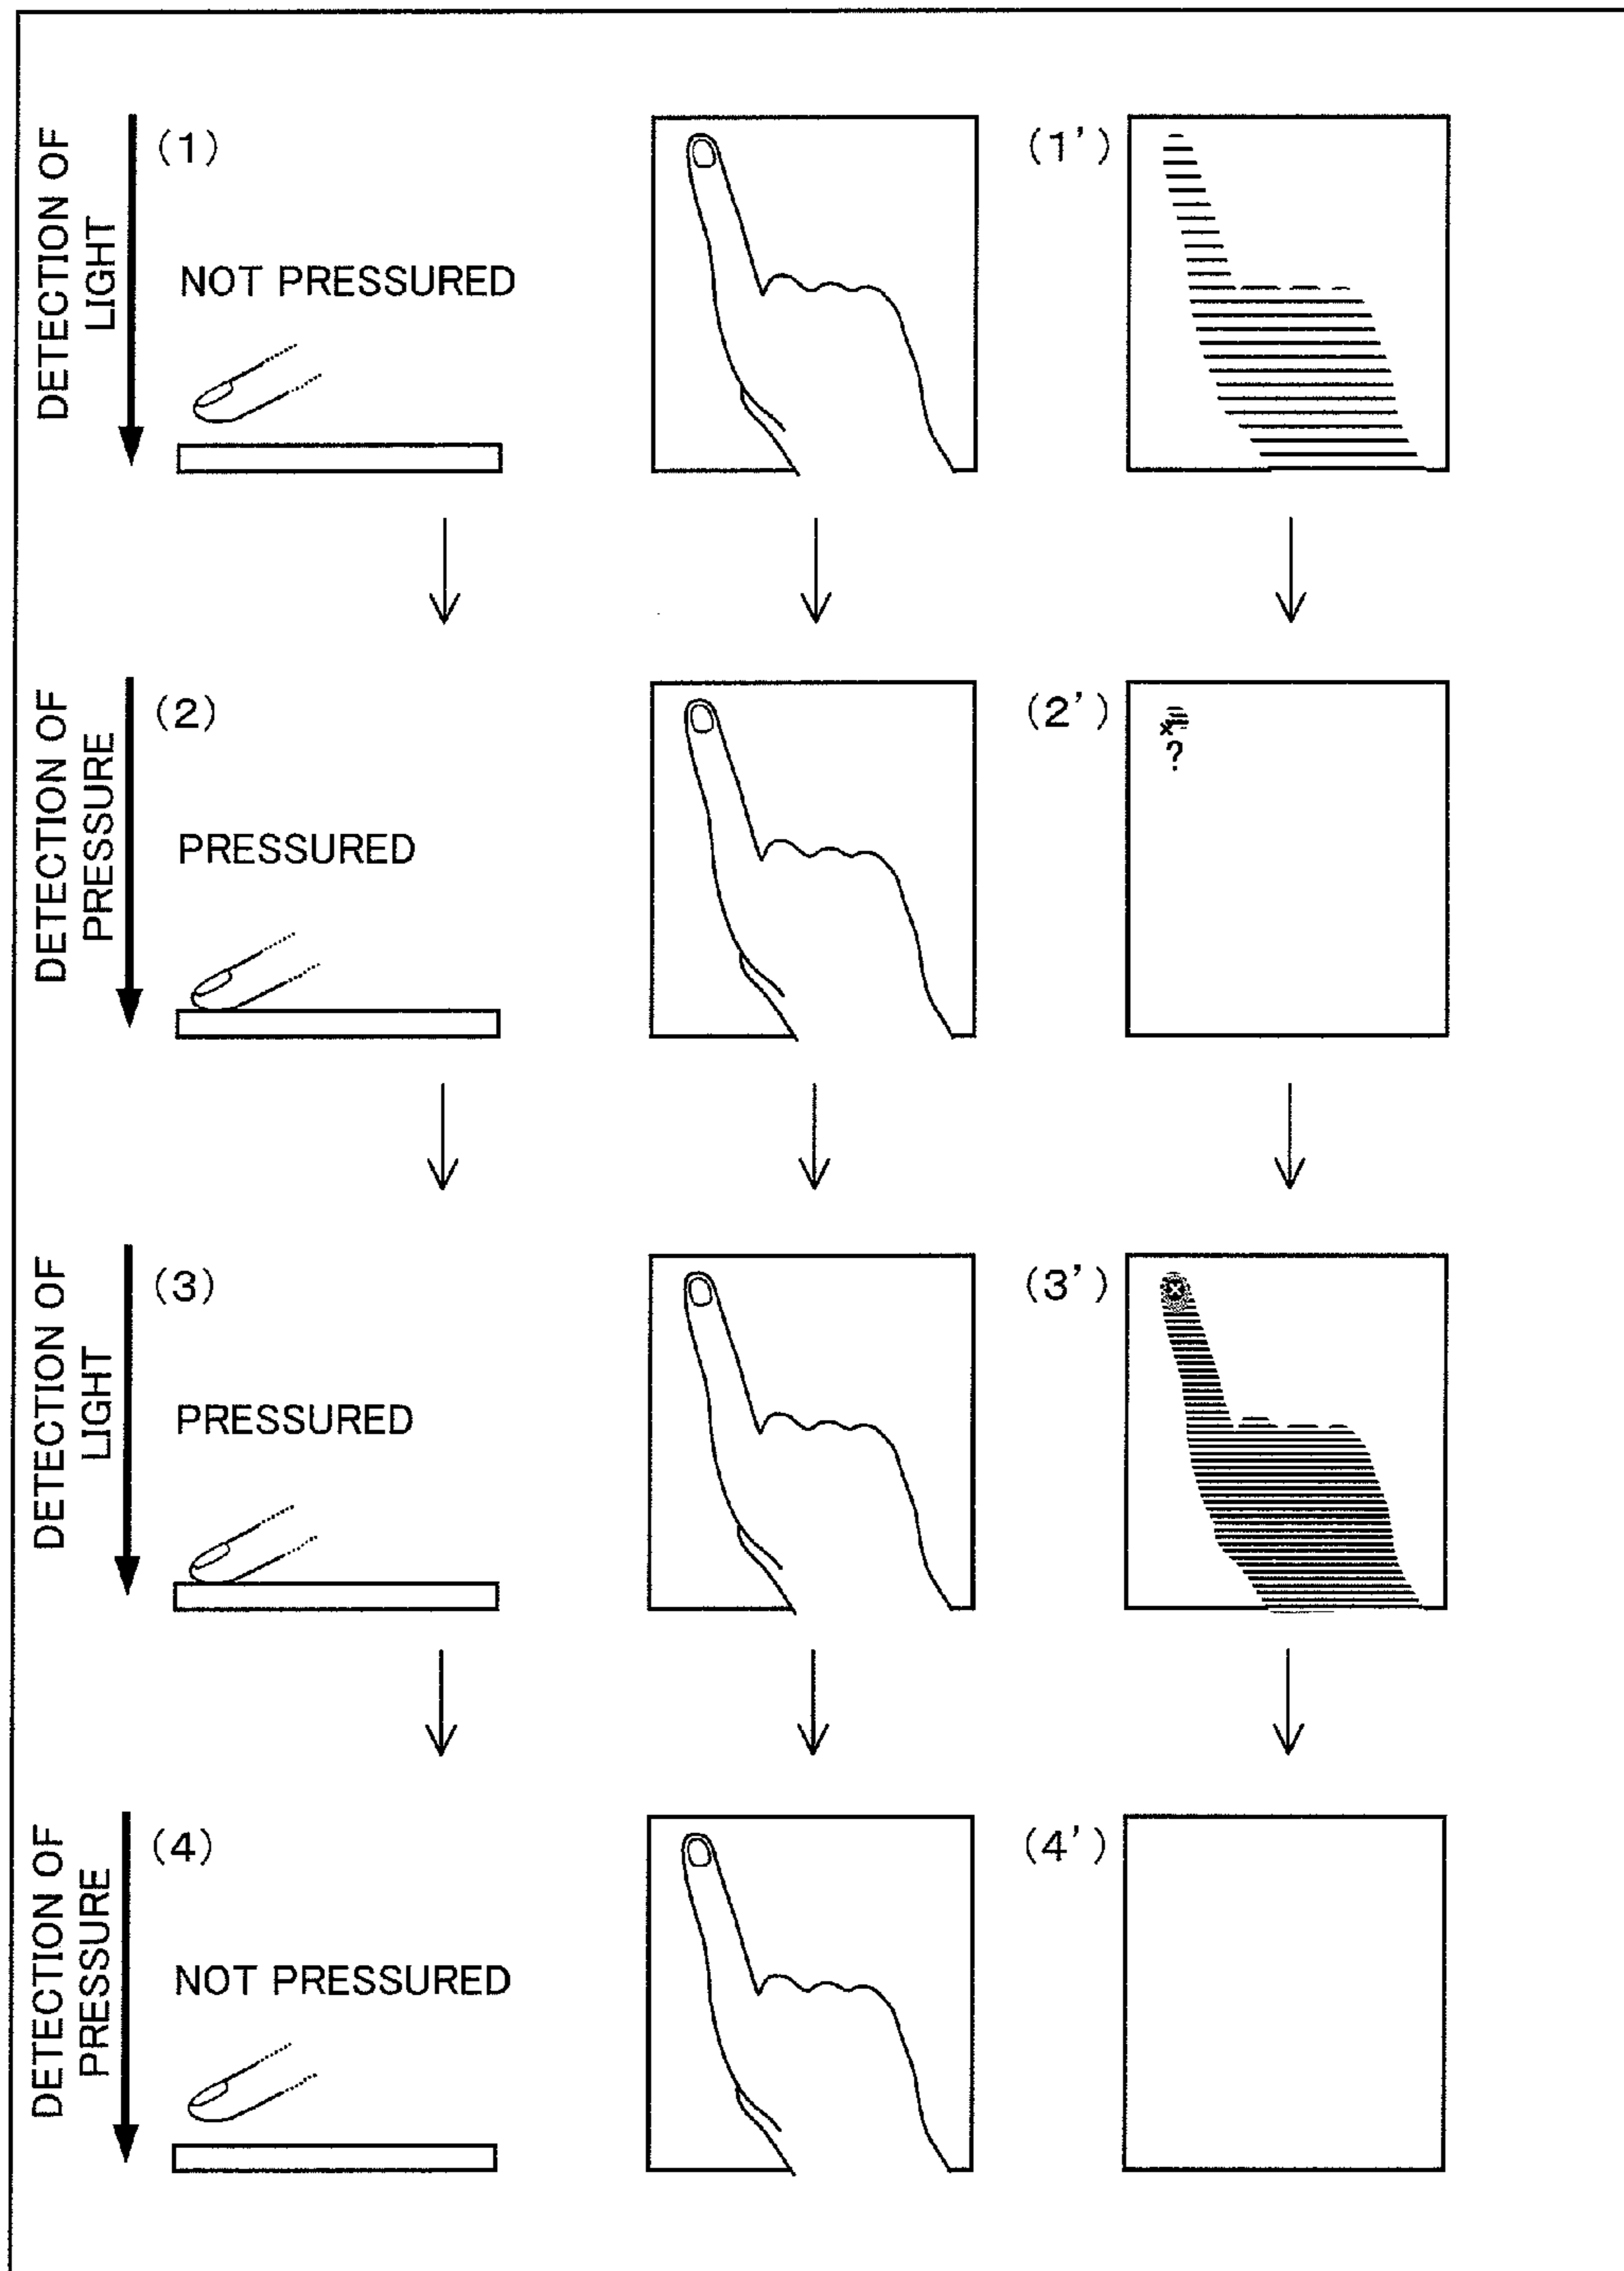 DETECTION OF
LIGHT
(1)
NOT PRESSURED
(1')
DETECTION OF
PRESSURE
(2)
PRESSURED
(2')
×
?
DETECTION OF
LIGHT
(3)
PRESSURED
(3')
×
DETECTION OF
PRESSURE
(4)
NOT PRESSURED
(4')